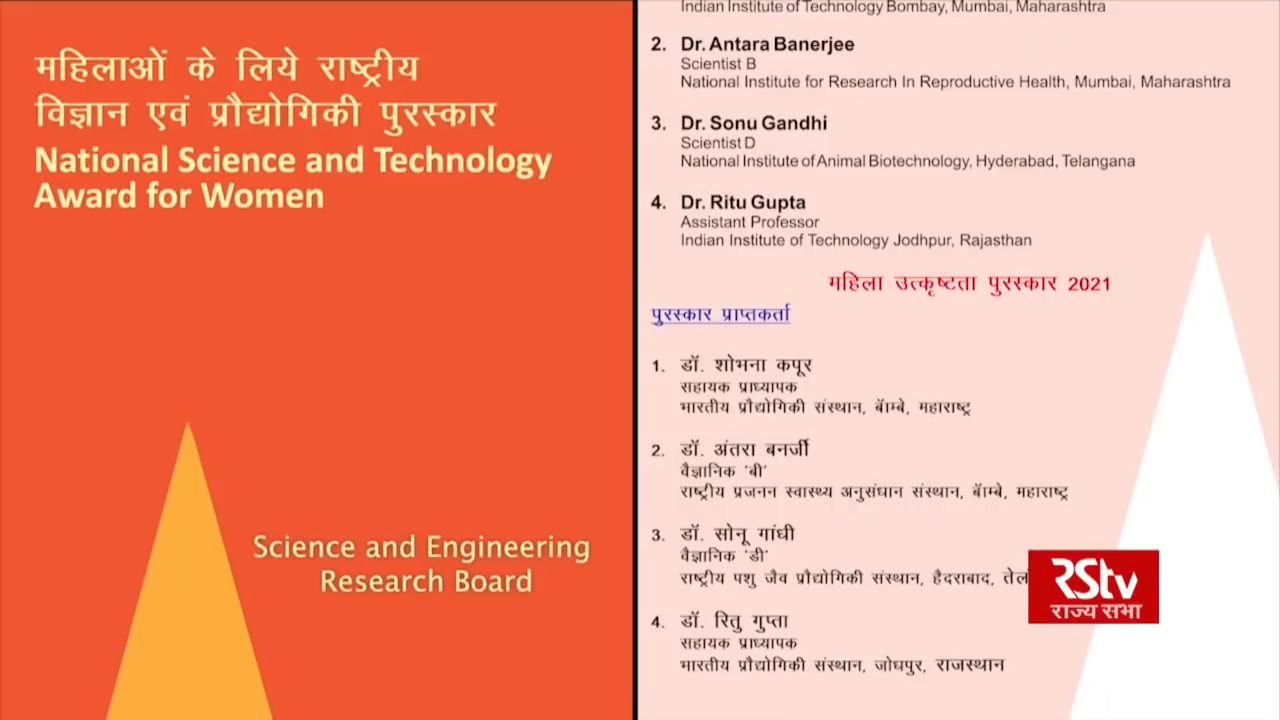 महिलाओं के लिये राष्ट्रीय
विज्ञान एवं प्रौद्योगिकी पुरस्कार
National Science and Technology
Award for Women
Science and Engineering
Research Board
Indian Institute of Technology Bombay, Mumbai, Maharashtra
2. Dr. Antara Banerjee
Scientist B
National Institute for Research In Reproductive Health, Mumbai, Maharashtra
3. Dr. Sonu Gandhi
Scientist D
National Institute of Animal Biotechnology, Hyderabad, Telangana
4. Dr. Ritu Gupta
Assistant Professor
Indian Institute of Technology Jodhpur, Rajasthan
महिला उत्कृष्टता पुरस्कार 2021
पुरस्कार प्राप्तकर्ता
1. डॉ. शोभना कपूर
सहायक प्राध्यापक
भारतीय प्रौद्योगिकी संस्थान, बॅाम्बे, महाराष्ट्र
2. डॉ. अंतरा बनर्जी
वैज्ञानिक 'बी'
राष्ट्रीय प्रजनन स्वास्थ्य अनुसंधान संस्थान, बॅाम्बे, महाराष्ट्र
3. डॉ. सोनू गांधी
वैज्ञानिक 'डी'
राष्ट्रीय पशु जैव प्रौद्योगिकी संस्थान, हैदराबाद,
4. डॉ. रितु गुप्ता
सहायक प्राध्यापक
भारतीय प्रौद्योगिकी संस्थान, जोधपुर, राजस्थान
RStv
राज्य सभा